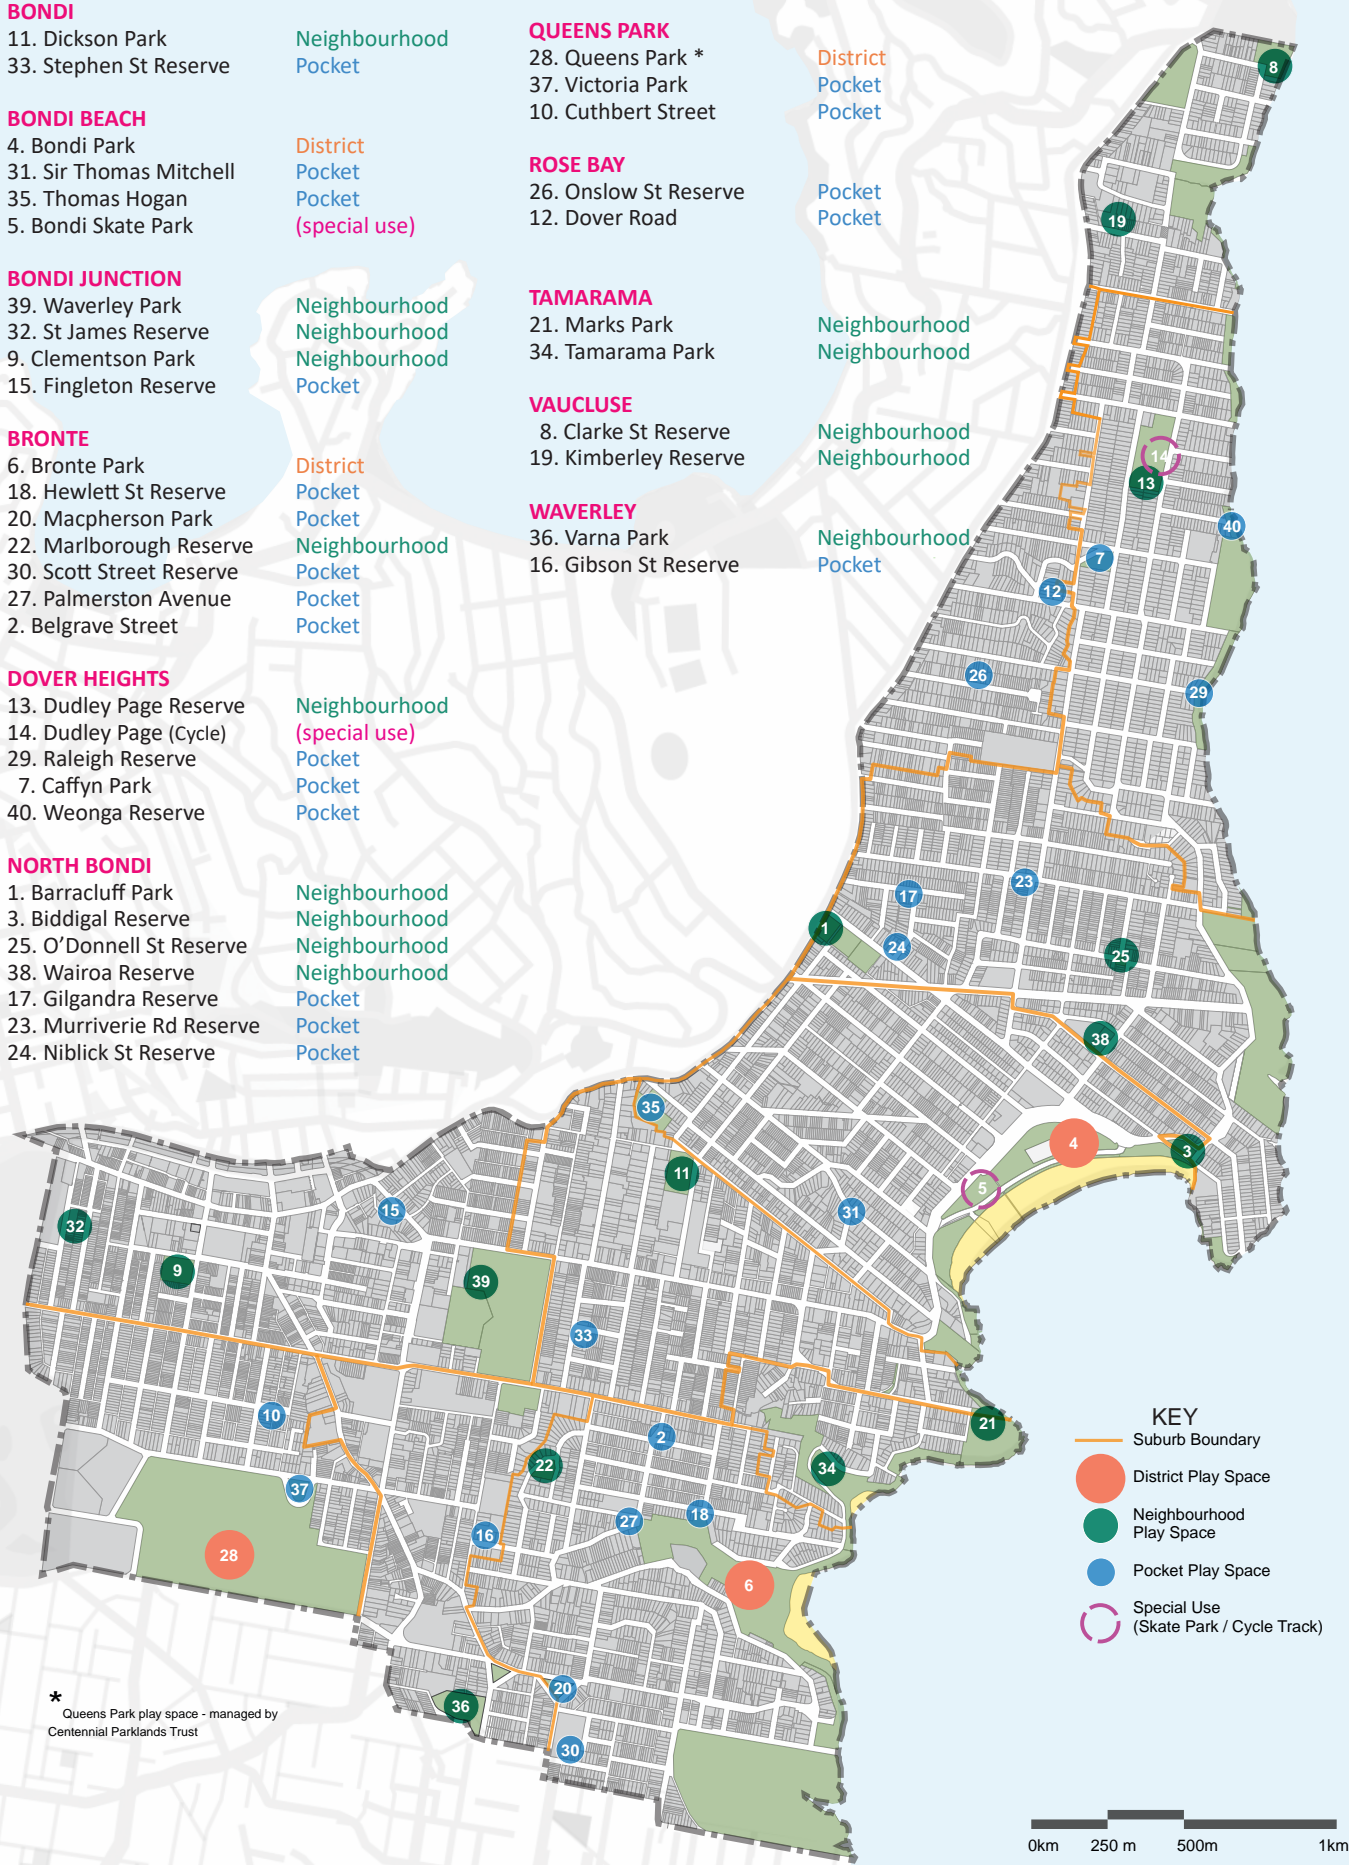 BONDI
11. Dickson Park Neighbourhood
33. Stephen St Reserve Pocket
BONDI BEACH
4. Bondi Park District
31. Sir Thomas Mitchell Pocket
35. Thomas Hogan Pocket
5. Bondi Skate Park (special use)
BONDI JUNCTION
39. Waverley Park Neighbourhood
32. St James Reserve Neighbourhood
9. Clementson Park Neighbourhood
15. Fingleton Reserve Pocket
BRONTE
6. Bronte Park District
18. Hewlett St Reserve Pocket
20. Macpherson Park Pocket
22. Marlborough Reserve Neighbourhood
30. Scott Street Reserve Pocket
27. Palmerston Avenue Pocket
2. Belgrave Street Pocket
DOVER HEIGHTS
13. Dudley Page Reserve Neighbourhood
14. Dudley Page (Cycle) (special use)
29. Raleigh Reserve Pocket
7. Caffyn Park Pocket
40. Weonga Reserve Pocket
NORTH BONDI
1. Barracluff Park Neighbourhood
3. Biddigal Reserve Neighbourhood
25. O'Donnell St Reserve Neighbourhood
38. Wairoa Reserve Neighbourhood
17. Gilgandra Reserve Pocket
23. Murriverie Rd Reserve Pocket
24. Niblick St Reserve Pocket
QUEENS PARK
28. Queens Park * District
37. Victoria Park Pocket
10. Cuthbert Street Pocket
ROSE BAY
26. Onslow St Reserve Pocket
12. Dover Road Pocket
TAMARAMA
21. Marks Park Neighbourhood
34. Tamarama Park Neighbourhood
VAUCLUSE
8. Clarke St Reserve Neighbourhood
19. Kimberley Reserve Neighbourhood
WAVERLEY
36. Varna Park Neighbourhood
16. Gibson St Reserve Pocket
8
19
14
13
40
7
12
26
29
23
17
1
24
25
38
35
4
3
11
5
15
31
32
9
39
33
10
21
2
22
34
37
18
27
16
28
6
20
36
30
KEY
Suburb Boundary
District Play Space
Neighbourhood
Play Space
Pocket Play Space
Special Use
(Skate Park / Cycle Track)
*
Queens Park play space - managed by
Centennial Parklands Trust
0km 250 m 500m 1km